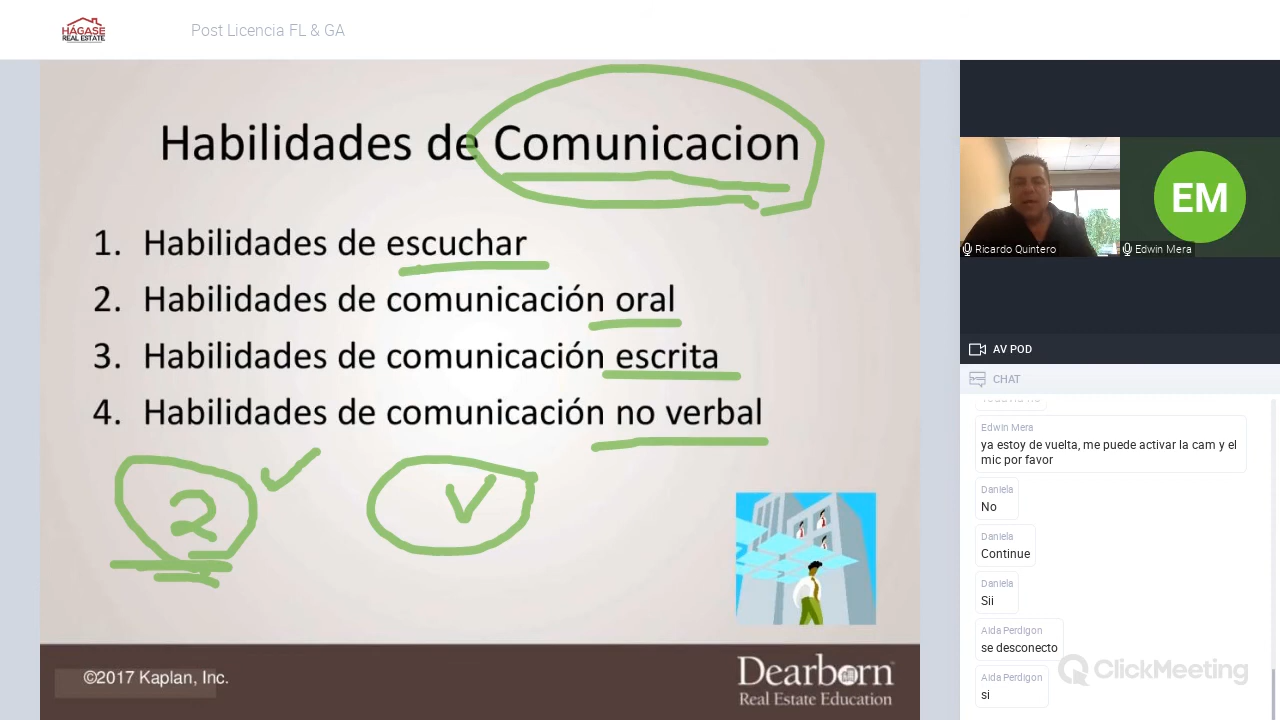 HÁGASE
REAL ESTATE
Post Licencia FL & GA
Habilidades de Comunicacion
1. Habilidades de escuchar
2. Habilidades de comunicación oral
3. Habilidades de comunicación escrita
4. Habilidades de comunicación no verbal
2
©2017 Kaplan, Inc.
Dearborn
Real Estate Education
EM
Ricardo Quintero
Edwin Mera
AV POD
CHAT
Edwin Mera
ya estoy de vuelta, me puede activar la cam y el
mic por favor
Daniela
No
Daniela
Continue
Daniela
Sii
Aida Perdigon
se desconecto
Aida Perdigon
si
ClickMeeting